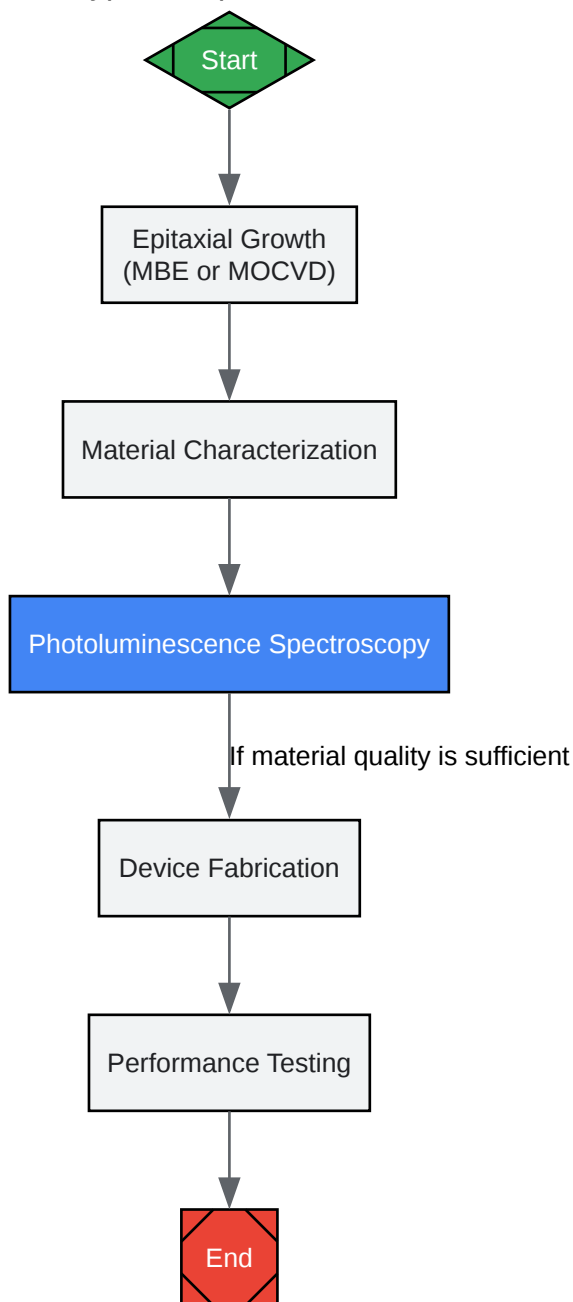 Start
Epitaxial Growth
(MBE or MOCVD)
Material Characterization
Photoluminescence Spectroscopy
If material quality is sufficient
Device Fabrication
Performance Testing
End